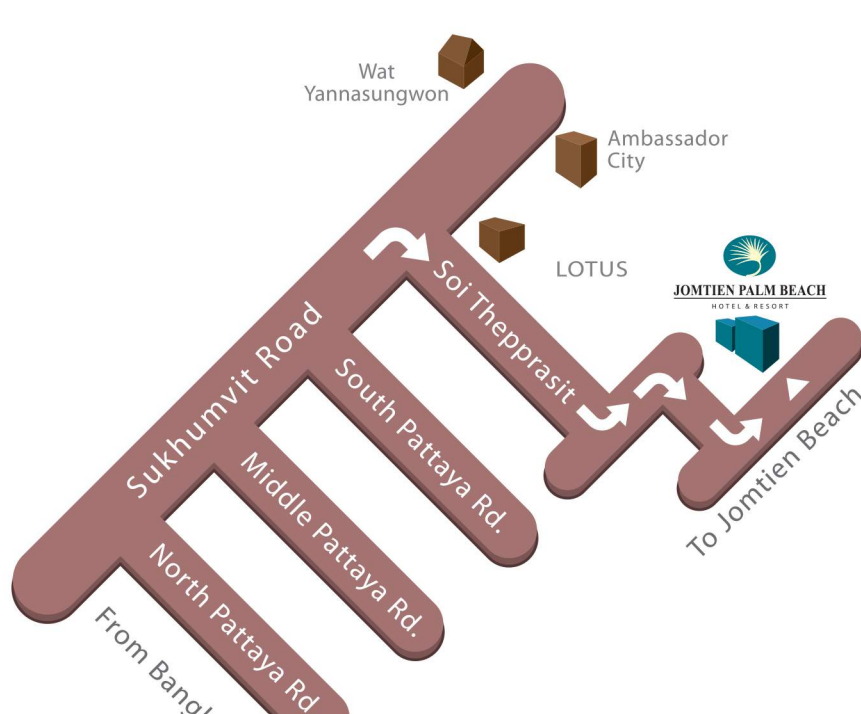 Wat
Yannasungwon
Ambassador
City
LOTUS
JOMTIEN PALM BEACH
HOTEL & RESORT
Soi Thepprasit
Sukhumvit Road
South Pattaya Rd.
Middle Pattaya Rd.
North Pattaya Rd
To Jomtien Beach
From